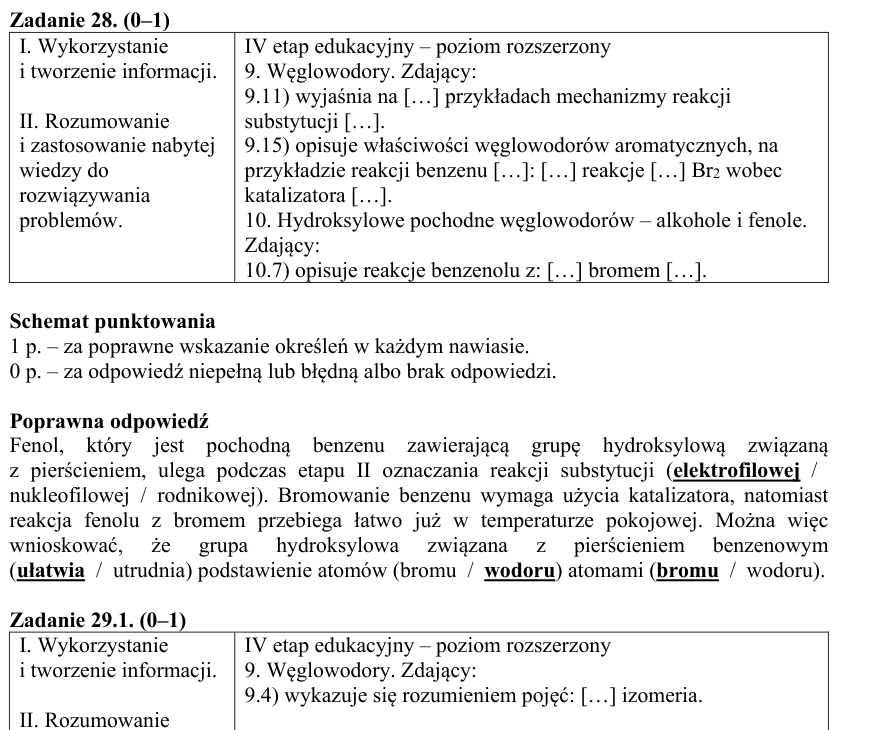 Zadanie 28. (0–1)
I. Wykorzystanie
i tworzenie informacji.
II. Rozumowanie
i zastosowanie nabytej
wiedzy do
rozwiązywania
problemów.
IV etap edukacyjny – poziom rozszerzony
9. Węglowodory. Zdający:
9.11) wyjaśnia na […] przykładach mechanizmy reakcji
substytucji […].
9.15) opisuje właściwości węglowodorów aromatycznych, na
przykładzie reakcji benzenu […]: […] reakcje […] Br2 wobec
katalizatora […].
10. Hydroksylowe pochodne węglowodorów – alkohole i fenole.
Zdający:
10.7) opisuje reakcje benzenolu z: […] bromem […].
Schemat punktowania
1 p. – za poprawne wskazanie określeń w każdym nawiasie.
0 p. – za odpowiedź niepełną lub błędną albo brak odpowiedzi.
Poprawna odpowiedź
Fenol, który jest pochodną benzenu zawierającą grupę hydroksylową związaną
z pierścieniem, ulega podczas etapu II oznaczania reakcji substytucji (elektrofilowej /
nukleofilowej / rodnikowej). Bromowanie benzenu wymaga użycia katalizatora, natomiast
reakcja fenolu z bromem przebiega łatwo już w temperaturze pokojowej. Można więc
wnioskować, że grupa hydroksylowa związana z pierścieniem benzenowym
(ułatwia / utrudnia) podstawienie atomów (bromu / wodoru) atomami (bromu / wodoru).
Zadanie 29.1. (0–1)
I. Wykorzystanie
i tworzenie informacji.
II. Rozumowanie
IV etap edukacyjny – poziom rozszerzony
9. Węglowodory. Zdający:
9.4) wykazuje się rozumieniem pojęć: […] izomeria.